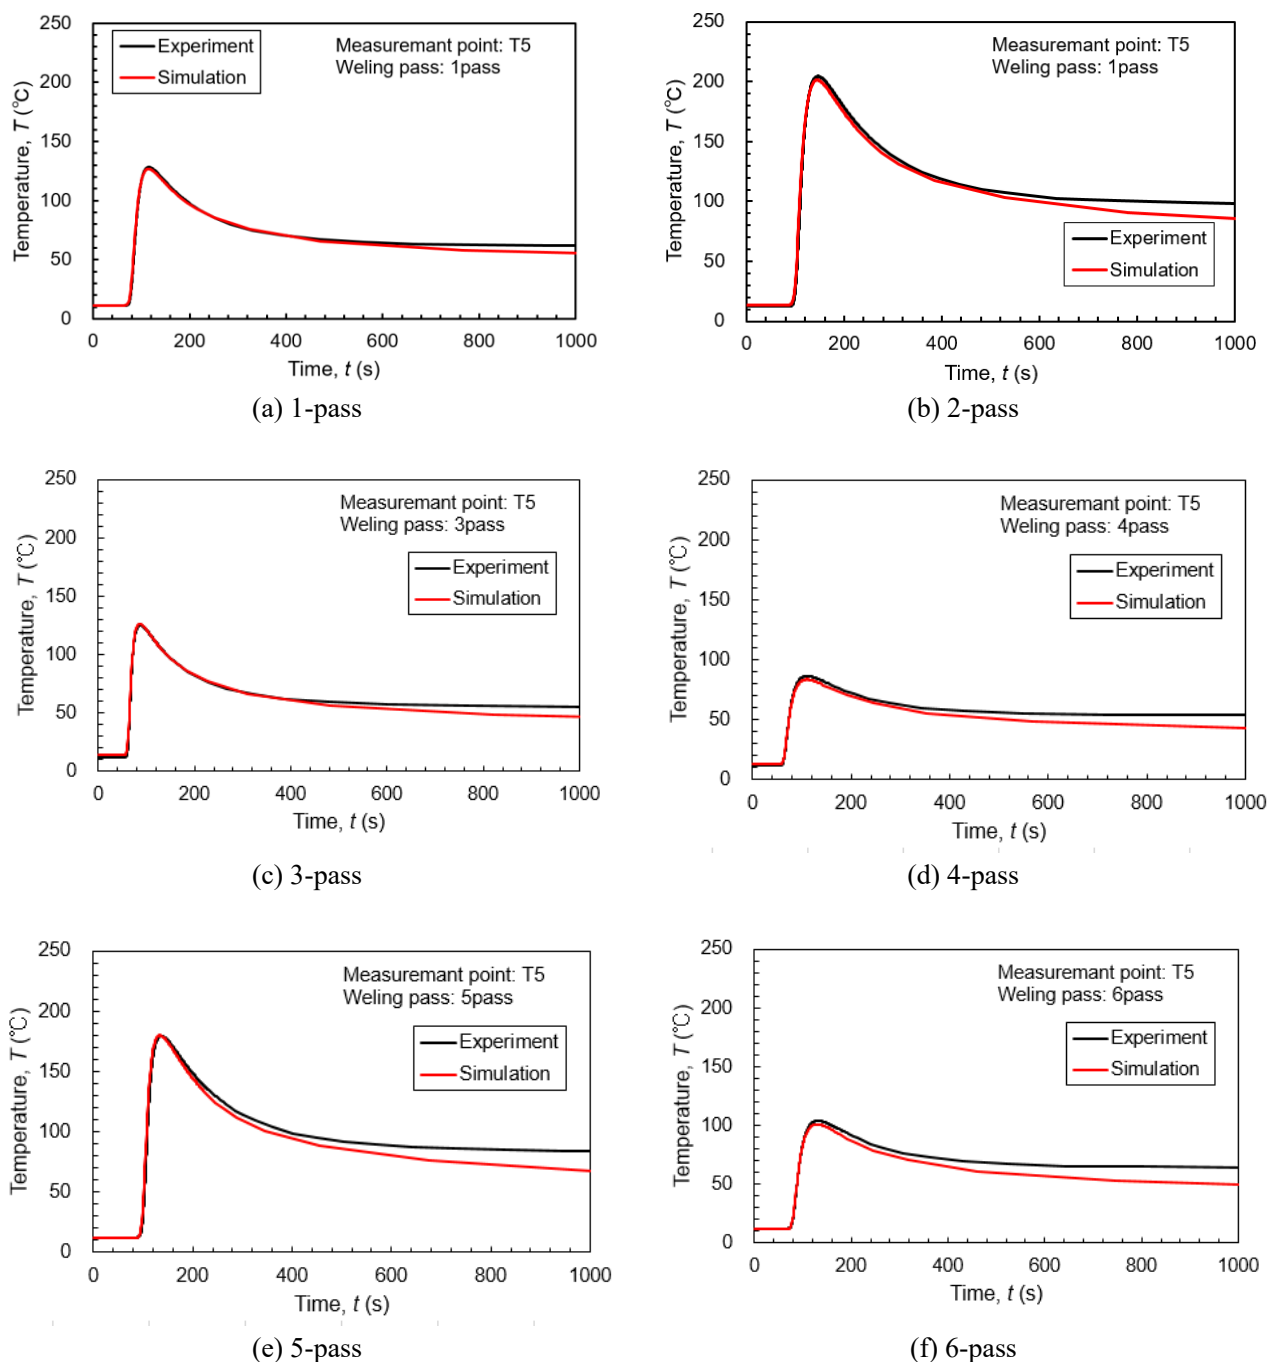 250
200
150
100
50
0
Temperature, T (℃)
Experiment
Simulation
Measuremant point: T5
Weling pass: 1pass
0 200 400 600 800 1000
Time, t (s)
(a) 1-pass
250
200
150
100
50
0
Temperature, T (℃)
Measuremant point: T5
Weling pass: 1pass
Experiment
Simulation
0 200 400 600 800 1000
Time, t (s)
(b) 2-pass
250
200
150
100
50
0
Temperature, T (℃)
Measuremant point: T5
Weling pass: 3pass
Experiment
Simulation
0 200 400 600 800 1000
Time, t (s)
(c) 3-pass
250
200
150
100
50
0
Temperature, T (℃)
Measuremant point: T5
Weling pass: 4pass
Experiment
Simulation
0 200 400 600 800 1000
Time, t (s)
(d) 4-pass
250
200
150
100
50
0
Temperature, T (℃)
Measuremant point: T5
Weling pass: 5pass
Experiment
Simulation
0 200 400 600 800 1000
Time, t (s)
(e) 5-pass
250
200
150
100
50
0
Temperature, T (℃)
Measuremant point: T5
Weling pass: 6pass
Experiment
Simulation
0 200 400 600 800 1000
Time, t (s)
(f) 6-pass